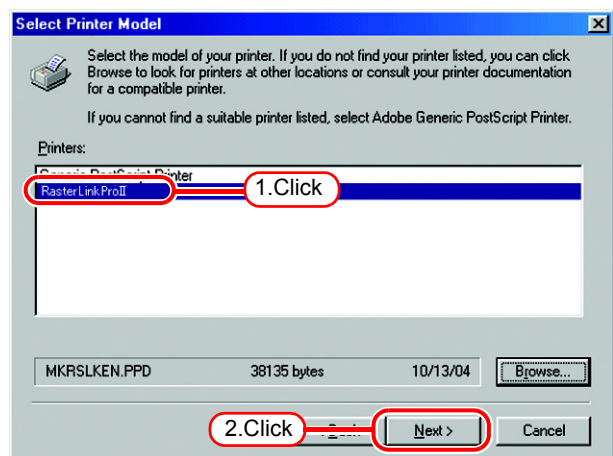 Select Printer Model
Select the model of your printer. If you do not find your printer listed, you can click
Browse to look for printers at other locations or consult your printer documentation
for a compatible printer.
If you cannot find a suitable printer listed, select Adobe Generic PostScript Printer.
Printers:
Generic PostScript Printer
RasterLinkProⅡ
1.Click
MKRSLKEN.PPD 38135 bytes 10/13/04 Browse...
2.Click Next > Cancel